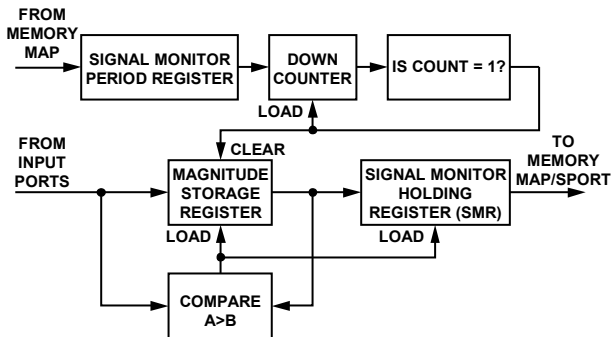 FROM
MEMORY
MAP
SIGNAL MONITOR
PERIOD REGISTER
DOWN
COUNTER
IS COUNT = 1?
LOAD
FROM
INPUT
PORTS
CLEAR
MAGNITUDE
STORAGE
REGISTER
SIGNAL MONITOR
HOLDING
REGISTER (SMR)
TO
MEMORY
MAP/SPORT
LOAD
LOAD
COMPARE
A>B